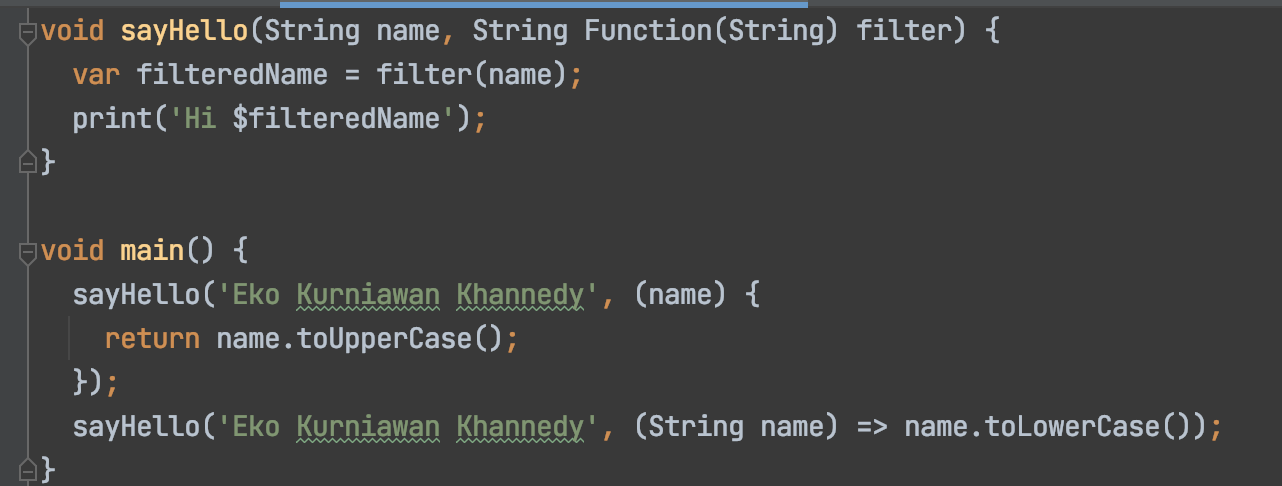 void sayHello(String name, String Function(String) filter) {
  var filteredName = filter(name);
  print('Hi $filteredName');
}

void main() {
  sayHello('Eko Kurniawan Khannedy', (name) {
    return name.toUpperCase();
  });
  sayHello('Eko Kurniawan Khannedy', (String name) => name.toLowerCase());
}